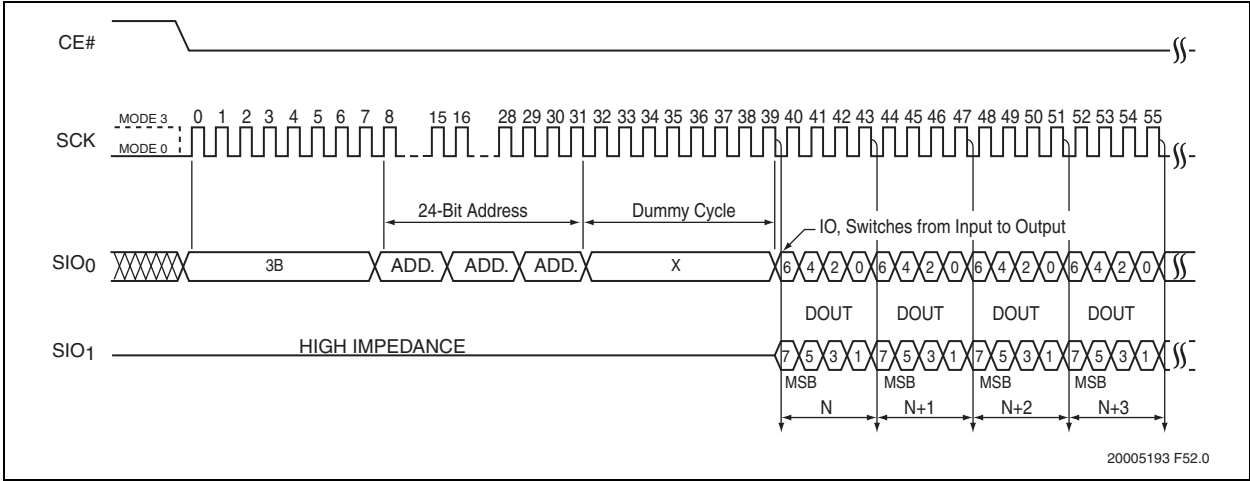 CE#
MODE 3
0 1 2 3 4 5 6 7 8 15 16 28 29 30 31 32 33 34 35 36 37 38 39 40 41 42 43 44 45 46 47 48 49 50 51 52 53 54 55
SCK
MODE 0
24-Bit Address
Dummy Cycle
IO, Switches from Input to Output
SIO0 3B ADD. ADD. ADD. X 6 4 2 0 6 4 2 0 6 4 2 0 6 4 2 0
DOUT DOUT DOUT DOUT
SIO1 HIGH IMPEDANCE 7 5 3 1 7 5 3 1 7 5 3 1 7 5 3 1
MSB MSB MSB MSB
N N+1 N+2 N+3
20005193 F52.0